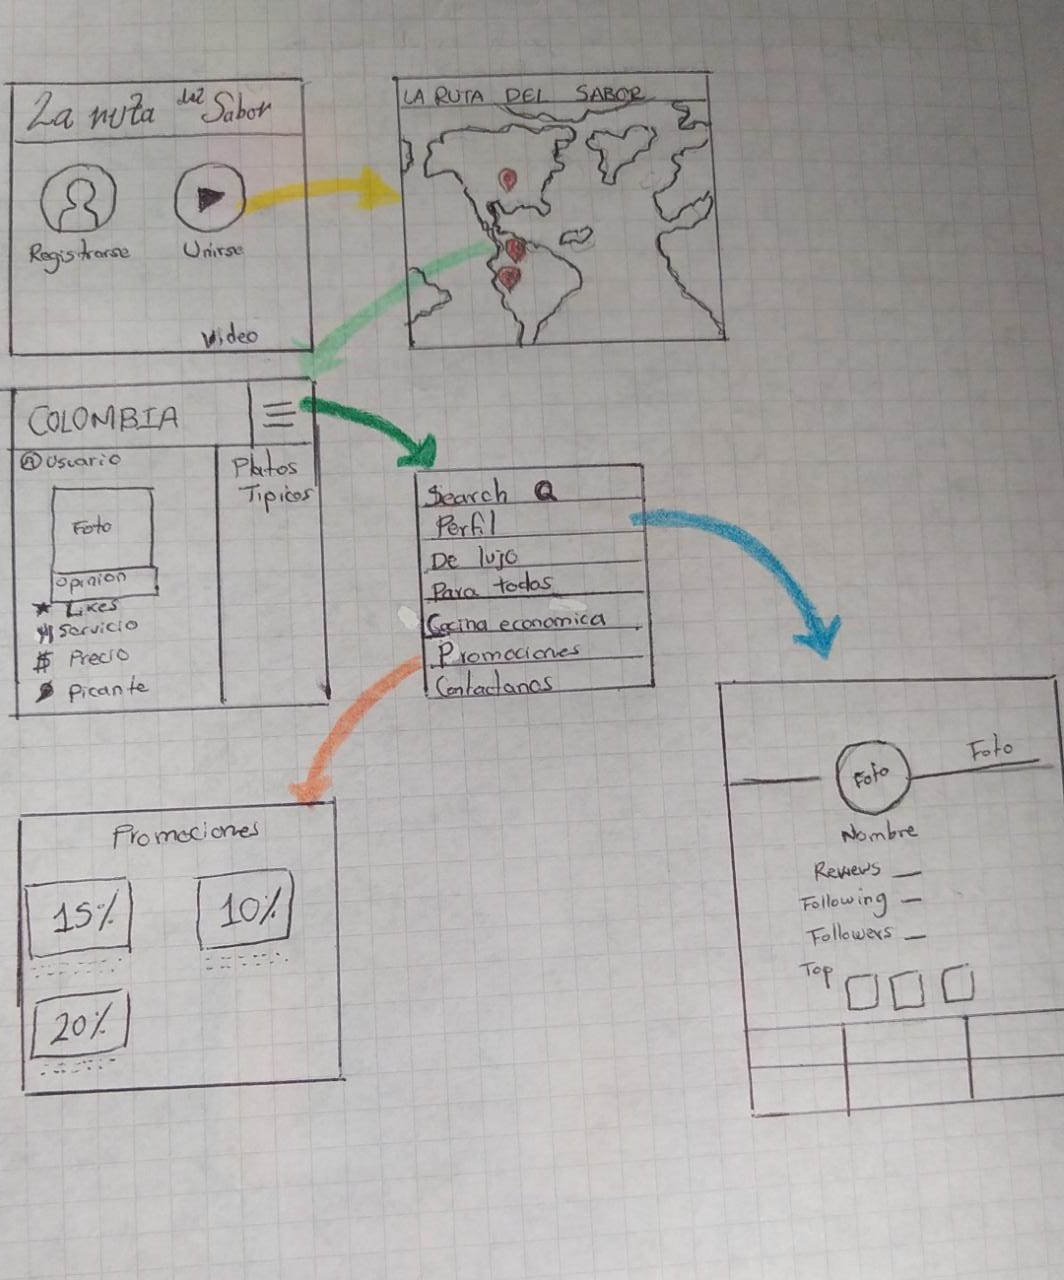 La ruta del Sabor
Registrarse
Unirse
Video
LA RUTA DEL SABOR
COLOMBIA
Usuario
Foto
Opinion
Likes
Servicio
$ Precio
Picante
Platos
Tipicos
Search
Perfil
De lujo
Para todos
Cocina economica
Promociones
Contactanos
Promociones
15%
10%
20%
Foto
Foto
Nombre
Reviews
Following
Followers
Top